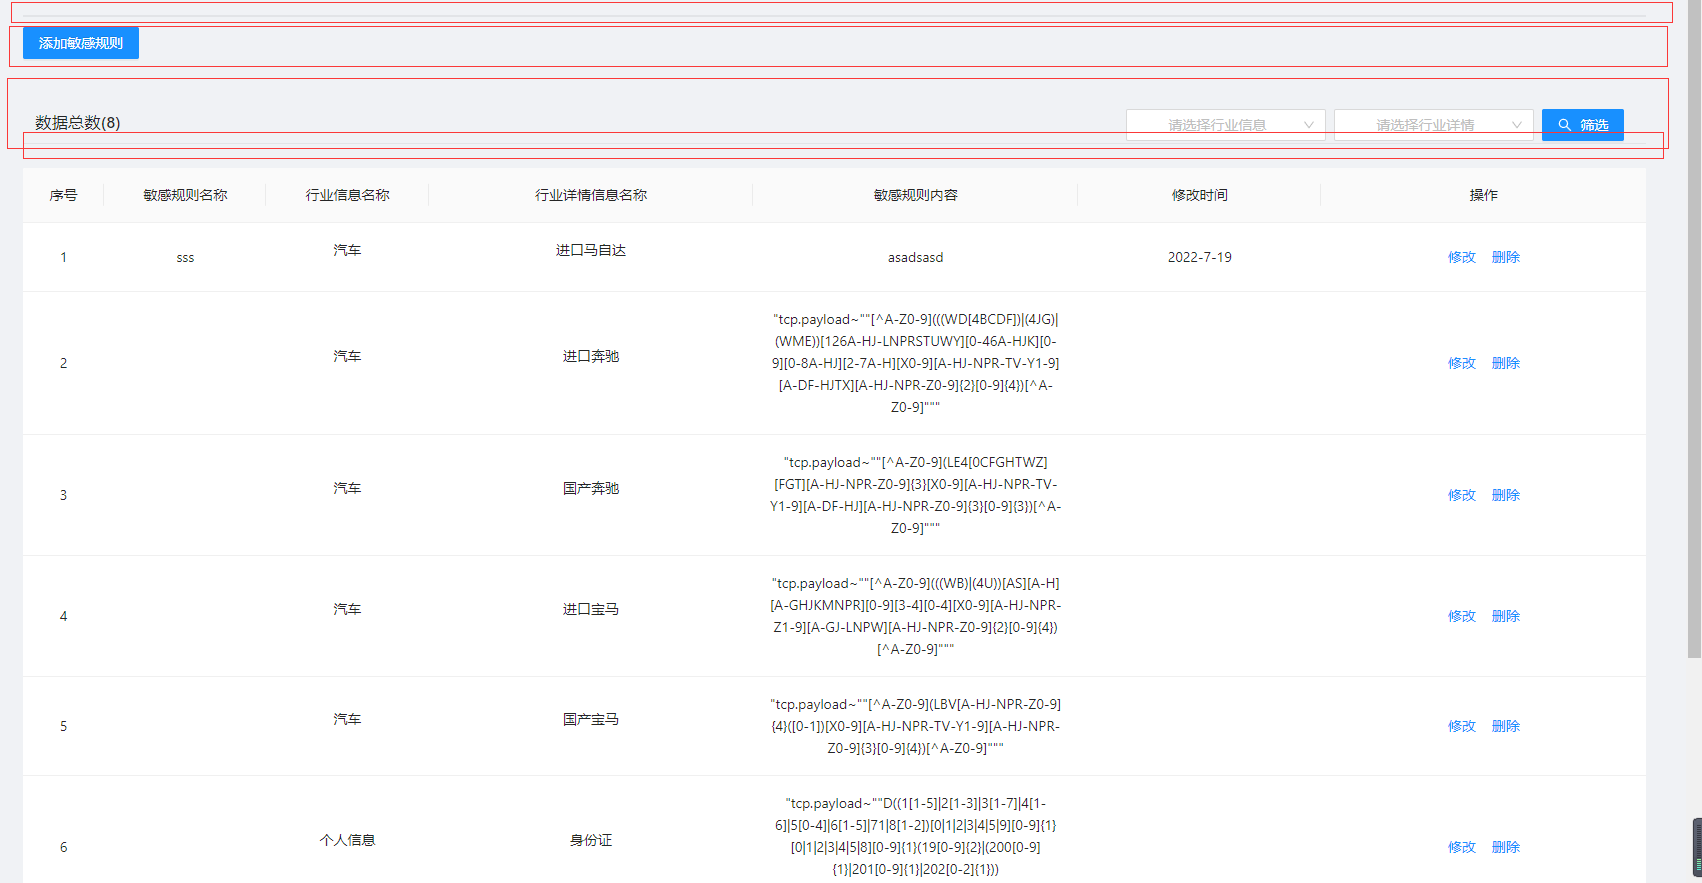 添加敏感规则
数据总数(8)
请选择行业信息 请选择行业详情 筛选
序号 敏感规则名称 行业信息名称 行业详情信息名称 敏感规则内容 修改时间 操作
1 sss 汽车 进口马自达 asadsasd 2022-7-19 修改 删除
"tcp.payload~""[^A-Z0-9](((WD[4BCDF])|(4JG)|
(WME))[126A-HJ-LNPRSTUWY][0-46A-HJK][0-
2 汽车 进口奔驰 9][0-8A-HJ][2-7A-H][X0-9][A-HJ-NPR-TV-Y1-9] 修改 删除
[A-DF-HJTX][A-HJ-NPR-Z0-9]{2}[0-9]{4})[^A-
Z0-9]"""
"tcp.payload~""[^A-Z0-9](LE4[0CFGHTWZ]
[FGT][A-HJ-NPR-Z0-9]{3}[X0-9][A-HJ-NPR-TV-
3 汽车 国产奔驰 Y1-9][A-DF-HJ][A-HJ-NPR-Z0-9]{3}[0-9]{3})[^A- 修改 删除
Z0-9]"""
"tcp.payload~""[^A-Z0-9](((WB)|(4U))[AS][A-H]
[A-GHJKMNPR][0-9][3-4][0-4][X0-9][A-HJ-NPR-
4 汽车 进口宝马 Z1-9][A-GJ-LNPW][A-HJ-NPR-Z0-9]{2}[0-9]{4}) 修改 删除
[^A-Z0-9]"""
"tcp.payload~""[^A-Z0-9](LBV[A-HJ-NPR-Z0-9]
5 汽车 国产宝马 {4}([0-1])[X0-9][A-HJ-NPR-TV-Y1-9][A-HJ-NPR- 修改 删除
Z0-9]{3}[0-9]{4})[^A-Z0-9]"""
"tcp.payload~""D((1[1-5]|2[1-3]|3[1-7]|4[1-
6]|5[0-4]|6[1-5]|71|8[1-2])[0|1|2|3|4|5|9][0-9]{1}
6 个人信息 身份证 [0|1|2|3|4|5|8][0-9]{1}(19[0-9]{2}|(200[0-9] 修改 删除
{1}|201[0-9]{1}|202[0-2]{1}))